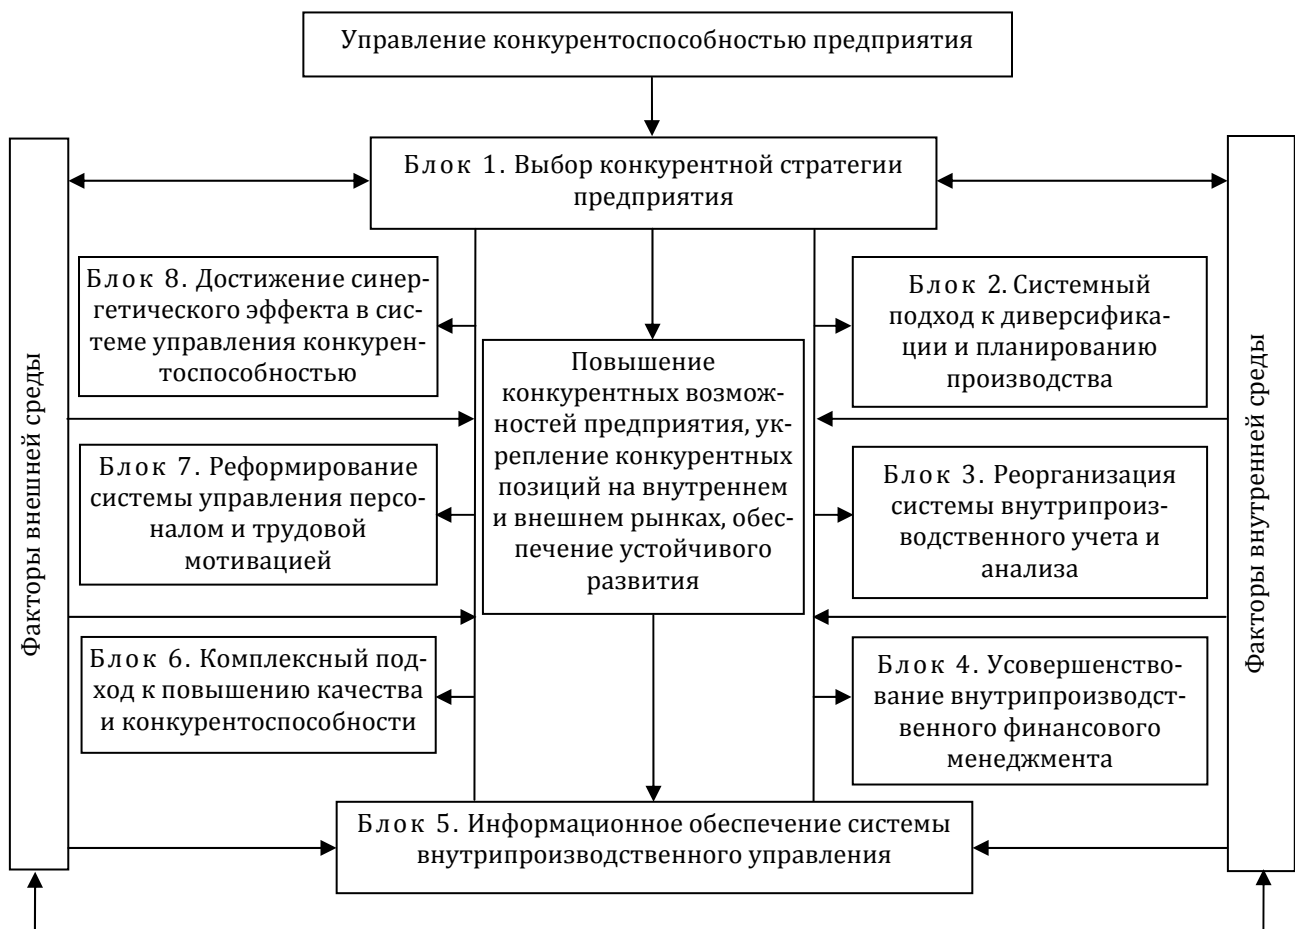 Управление конкурентоспособностью предприятия
Блок 1. Выбор конкурентной стратегии
предприятия
Факторы внешней среды
Блок 8. Достижение синер-
гетического эффекта в сис-
теме управления конкурен-
тоспособностью
Блок 7. Реформирование
системы управления персо-
налом и трудовой
мотивацией
Блок 6. Комплексный под-
ход к повышению качества
и конкурентоспособности
Повышение
конкурентных возмож-
ностей предприятия, ук-
репление конкурентных
позиций на внутреннем
и внешнем рынках, обес-
печение устойчивого
развития
Блок 2. Системный
подход к диверсифика-
ции и планированию
производства
Блок 3. Реорганизация
системы внутрипроиз-
водственного учета и
анализа
Блок 4. Усовершенство-
вание внутрипроизводст-
венного финансового
менеджмента
Факторы внутренней среды
Блок 5. Информационное обеспечение системы
внутрипроизводственного управления